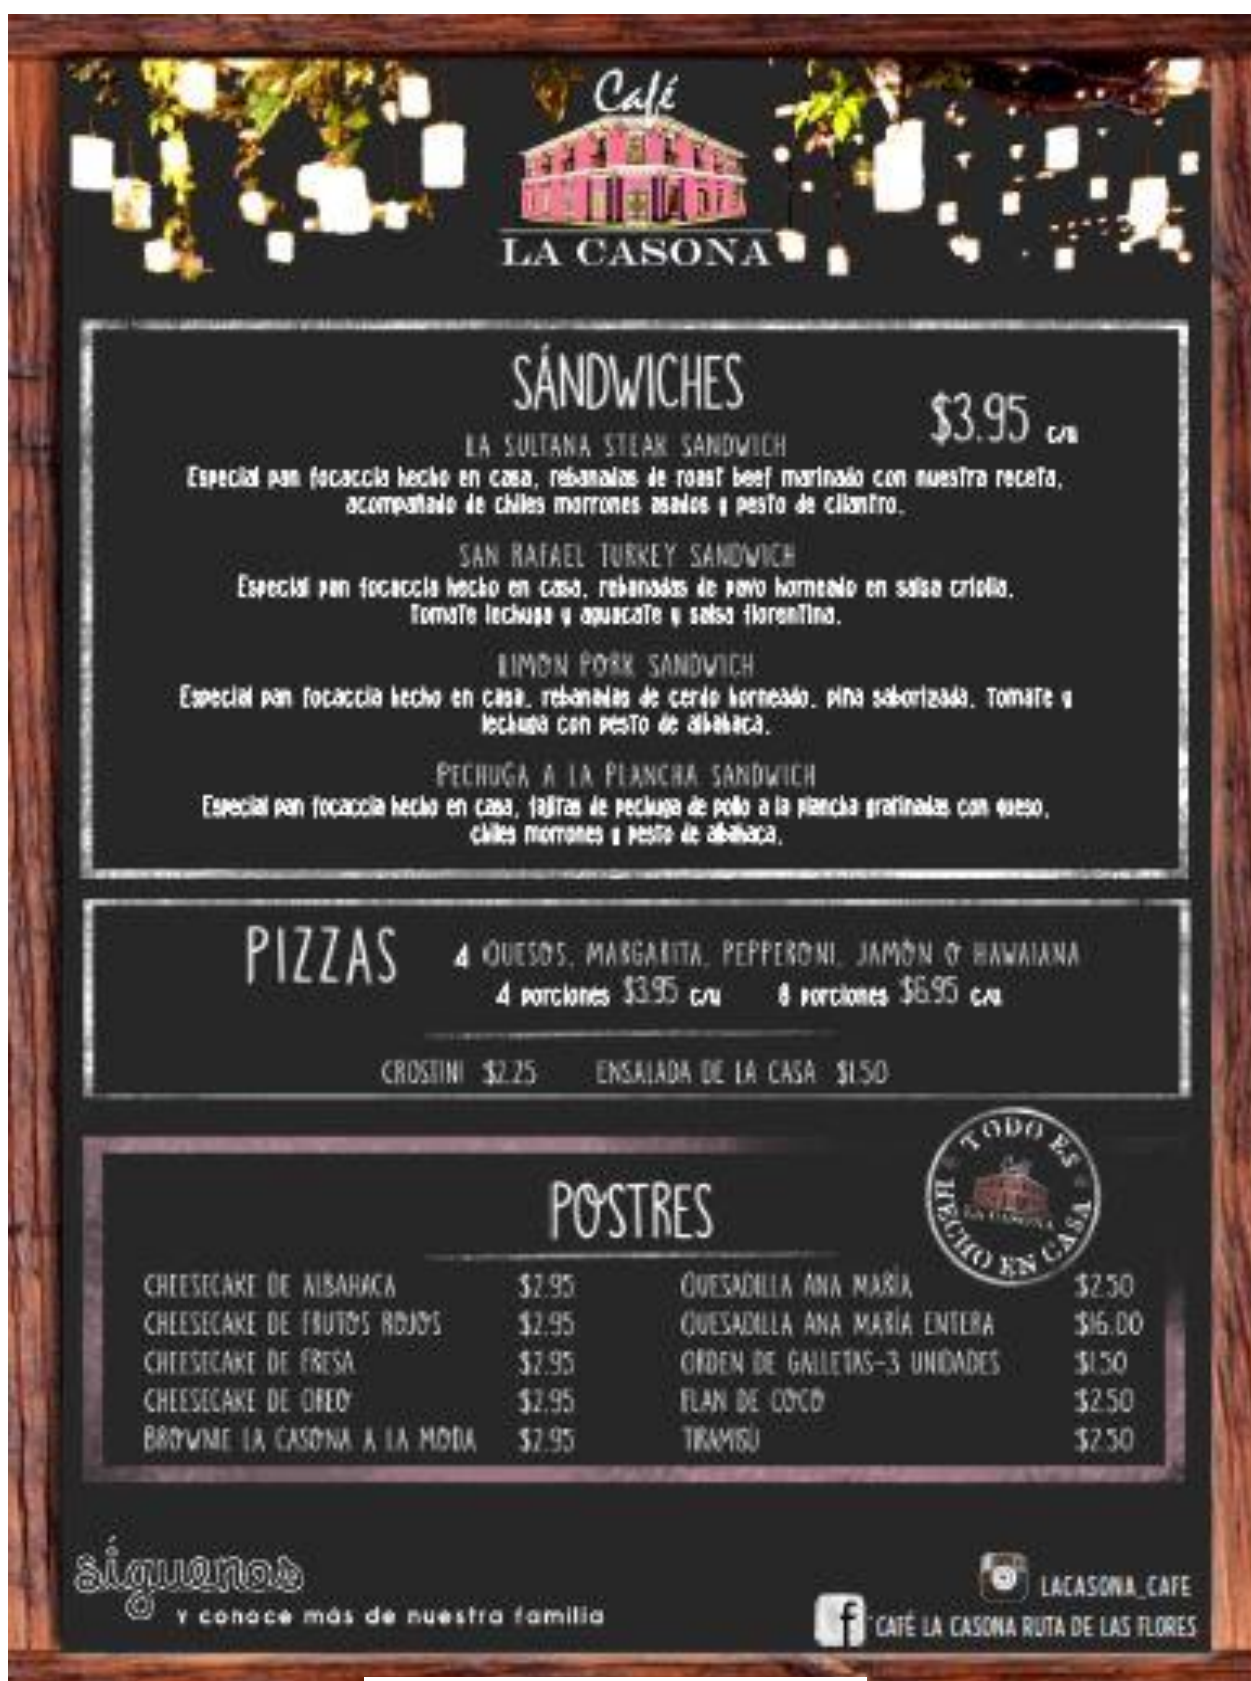 Café
LA CASONA
SÁNDWICHES
$3.95 c/u
LA SULTANA STEAK SANDWICH
Especial pan focaccia hecho en casa, rebanadas de roast beef marinado con nuestra receta,
acompañado de chiles morrones asados y pesto de cilantro.
SAN RAFAEL TURKEY SANDWICH
Especial pan focaccia hecho en casa, rebanadas de pavo horneado en salsa criolla.
Tomate lechuga y aguacate y salsa florentina.
LIMON PORK SANDWICH
Especial pan focaccia hecho en casa, rebanadas de cerdo horneado, piña saborizada. Tomate y
lechuga con pesto de albahaca.
PECHUGA A LA PLANCHA SANDWICH
Especial pan focaccia hecho en casa, fajitas de pechuga de pollo a la plancha gratinadas con queso,
chiles morrones y pesto de albahaca.
PIZZAS
4 QUESOS, MARGARITA, PEPPERONI, JAMÓN O HAWAIANA
4 porciones $3.95 c/u 8 porciones $6.95 c/u
CROSTINI $2.25 ENSALADA DE LA CASA $1.50
TODO ES
HECHO EN CASA
Café
LA CASONA
POSTRES
CHEESECAKE DE ALBAHACA $2.95
CHEESECAKE DE FRUTOS ROJOS $2.95
CHEESECAKE DE FRESA $2.95
CHEESECAKE DE OREO $2.95
BROWNIE LA CASONA A LA MODA $2.95
QUESADILLA ANA MARÍA $2.50
QUESADILLA ANA MARÍA ENTERA $16.00
ORDEN DE GALLETAS-3 UNIDADES $1.50
FLAN DE COCO $2.50
TIRAMISÚ $2.50
síguenos
y conoce más de nuestra familia
LACASONA_CAFE
f CAFÉ LA CASONA RUTA DE LAS FLORES